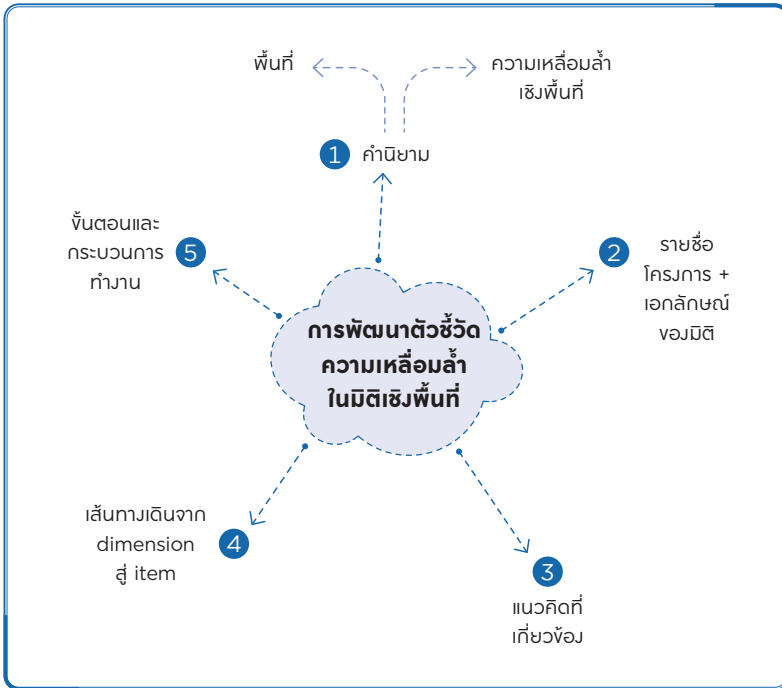 พื้นที่
ความเหลื่อมล้ำ
เชิงพื้นที่
1 คำนิยาม
ขั้นตอนและ
กระบวนการ
ทำงาน
5
2
รายชื่อ
โครงการ +
เอกลักษณ์
ของมิติ
การพัฒนาตัวชี้วัด
ความเหลื่อมล้ำ
ในมิติเชิงพื้นที่
เส้นทางเดินจาก
dimension
สู่ item
4
3
แนวคิดที่
เกี่ยวข้อง